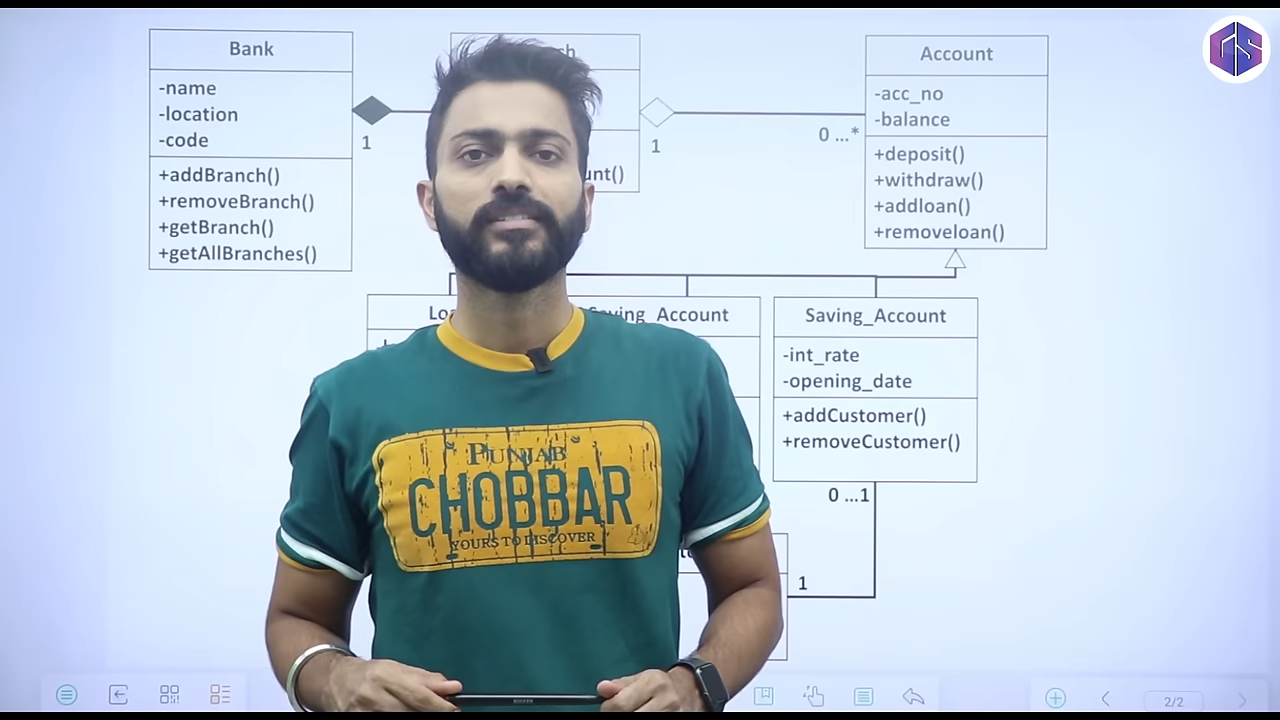 Bank
-name
-location
-code
+addBranch()
+removeBranch()
+getBranch()
+getAllBranches()
1
1
0 ...*
Account
-acc_no
-balance
+deposit()
+withdraw()
+addloan()
+removeloan()
Saving_Account
Saving_Account
-int_rate
-opening_date
+addCustomer()
+removeCustomer()
0 ...1
1
PUNJAB
CHOBBAR
YOURS TO DISCOVER
2/2